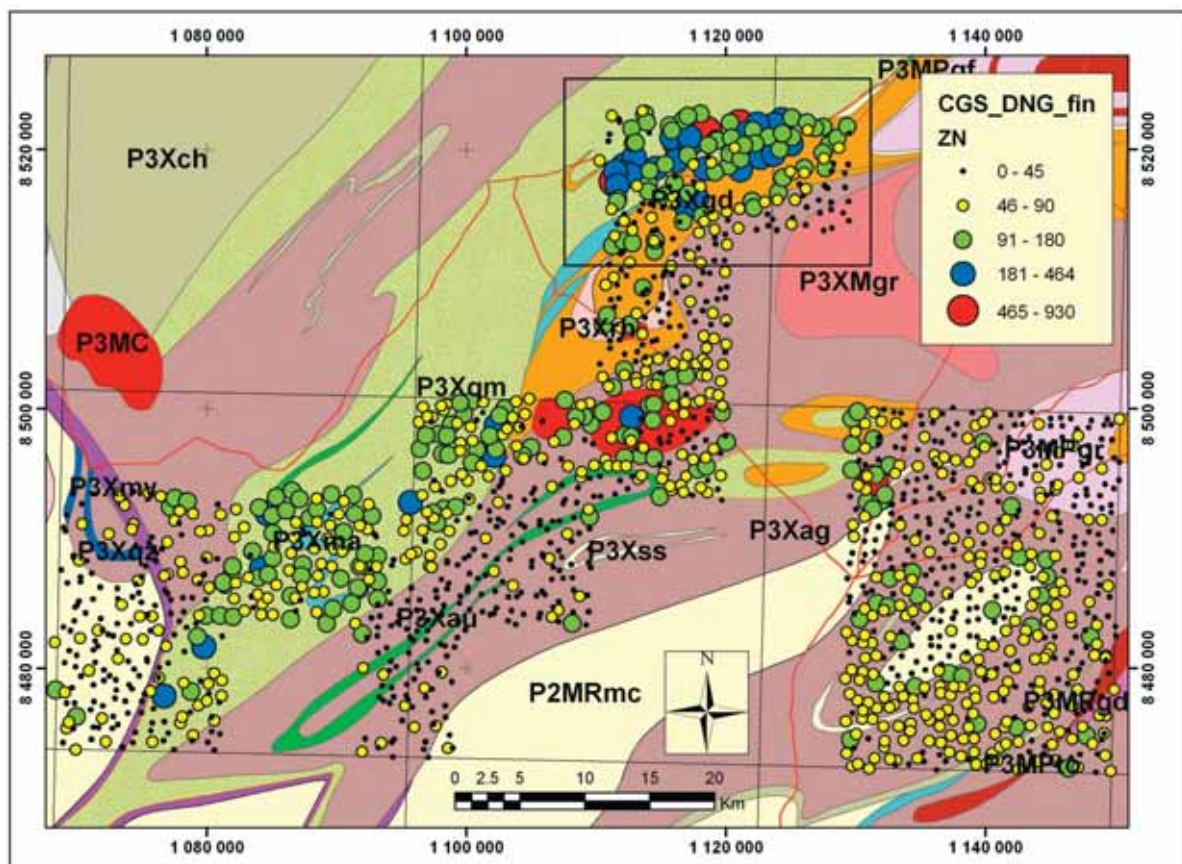 1 080 000
1 100 000
1 120 000
1 140 000
P3MPgf
CGS_DNG_fin
ZN
0 - 45
46 - 90
91 - 180
181 - 464
465 - 930
8 520 000
8 520 000
P3Xch
P3Xgd
P3XMgr
P3MC
P3Xrh
P3Xqm
8 500 000
8 500 000
P3MPgr
P3Xmy
P3Xqz
P3Xma
P3Xss
P3Xag
P3Xau
8 480 000
8 480 000
P2MRmc
N
P3MRgd
0 2.5 5 10 15 20
Km
1 080 000
1 100 000
1 120 000
1 140 000